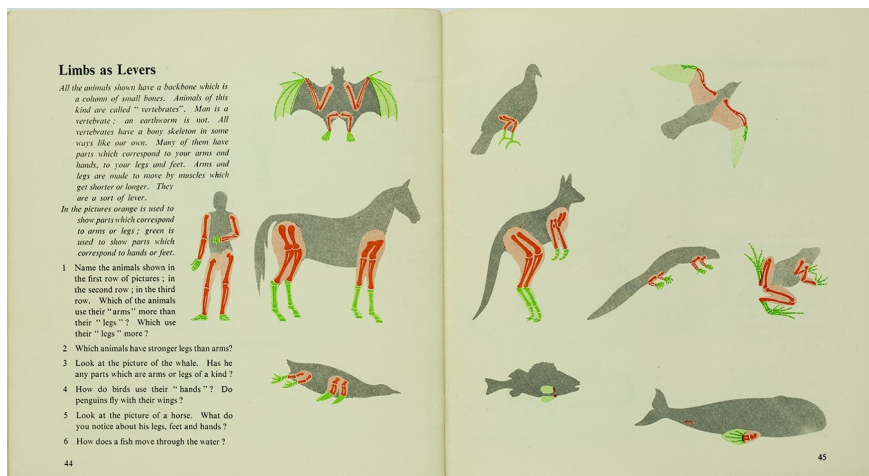 Limbs as Levers
All the animals shown have a backbone which is
a column of small bones. Animals of this
kind are called " vertebrates". Man is a
vertebrate ; an earthworm is not. All
vertebrates have a bony skeleton in some
ways like our own. Many of them have
parts which correspond to your arms and
hands, to your legs and feet. Arms and
legs are made to move by muscles which
get shorter or longer. They
are a sort of lever.
In the pictures orange is used to
show parts which correspond
to arms or legs ; green is
used to show parts which
correspond to hands or feet.
1 Name the animals shown in
the first row of pictures ; in
the second row ; in the third
row. Which of the animals
use their "arms" more than
their " legs " ? Which use
their " legs " more ?
2 Which animals have stronger legs than arms?
3 Look at the picture of the whale. Has he
any parts which are arms or legs of a kind ?
4 How do birds use their " hands" ? Do
penguins fly with their wings ?
5 Look at the picture of a horse. What do
you notice about his legs, feet and hands ?
6 How does a fish move through the water ?
44
45